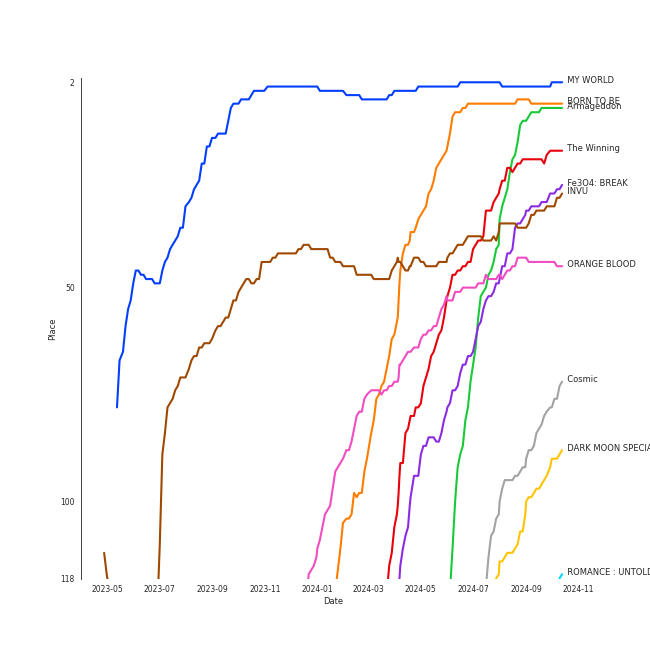 2
MY WORLD
BORN TO BE
Armageddon
The Winning
Fe3O4: BREAK
INVU
ORANGE BLOOD
50
Place
Cosmic
DARK MOON SPECIA
100
ROMANCE : UNTOLD
118
2023-05 2023-07 2023-09 2023-11 2024-01 2024-03 2024-05 2024-07 2024-09 2024-11
Date